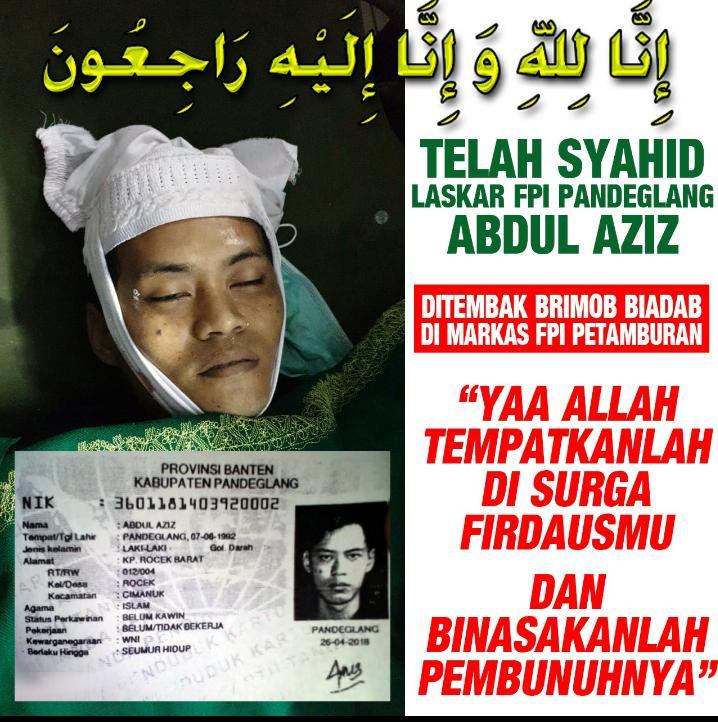 إِنَّا لِلّٰهِ وَ إِنَّا إِلَيْهِ رَاجِعُونَ
TELAH SYAHID
LASKAR FPI PANDEGLANG
ABDUL AZIZ
DITEMBAK BRIMOB BIADAB
DI MARKAS FPI PETAMBURAN
“YAA ALLAH
TEMPATKANLAH
DI SURGA
FIRDAUSMU
DAN
BINASAKANLAH
PEMBUNUHNYA”
PROVINSI BANTEN
KABUPATEN PANDEGLANG
NIK : 3601181403920002
Nama : ABDUL AZIZ
Tempat/Tgl Lahir : PANDEGLANG, 07-06-1992
Jenis kelamin : LAKI-LAKI Gol. Darah :-
Alamat : KP. ROCEK BARAT
RT/RW : 012/004
Kel/Desa : ROCEK
Kecamatan : CIMANUK
Agama : ISLAM
Status Perkawinan : BELUM KAWIN
Pekerjaan : BELUM/TIDAK BEKERJA
Kewarganegaraan : WNI
Berlaku Hingga : SEUMUR HIDUP
PANDEGLANG
26-04-2018